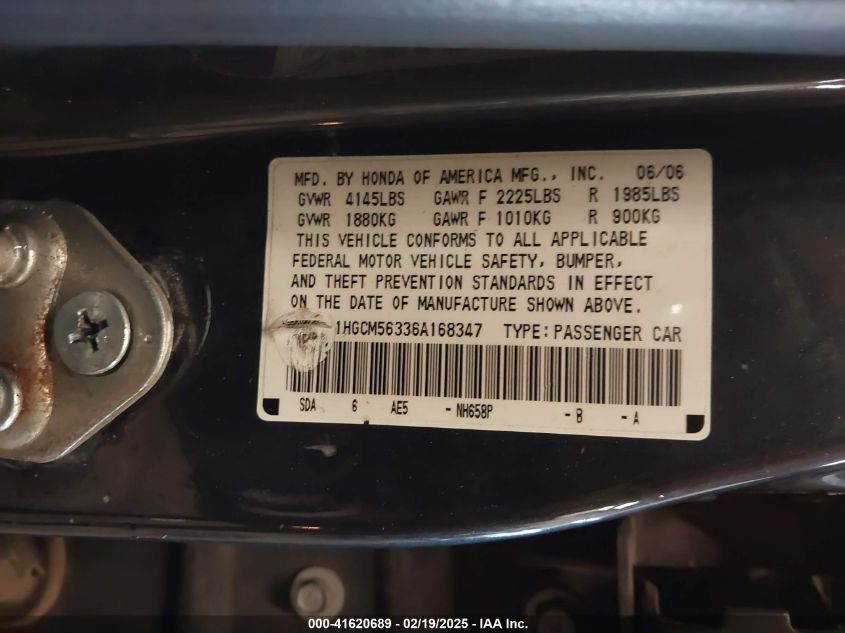 MFD. BY HONDA OF AMERICA MFG., INC. 06/06
GVWR 4145LBS GAWR F 2225LBS R 1985LBS
GVWR 1880KG GAWR F 1010KG R 900KG
THIS VEHICLE CONFORMS TO ALL APPLICABLE
FEDERAL MOTOR VEHICLE SAFETY, BUMPER,
AND THEFT PREVENTION STANDARDS IN EFFECT
ON THE DATE OF MANUFACTURE SHOWN ABOVE.
1HGCM56336A168347 TYPE:PASSENGER CAR
SDA 6 AE5 -NH658P -B -A
000-41620689 - 02/19/2025 - IAA Inc.